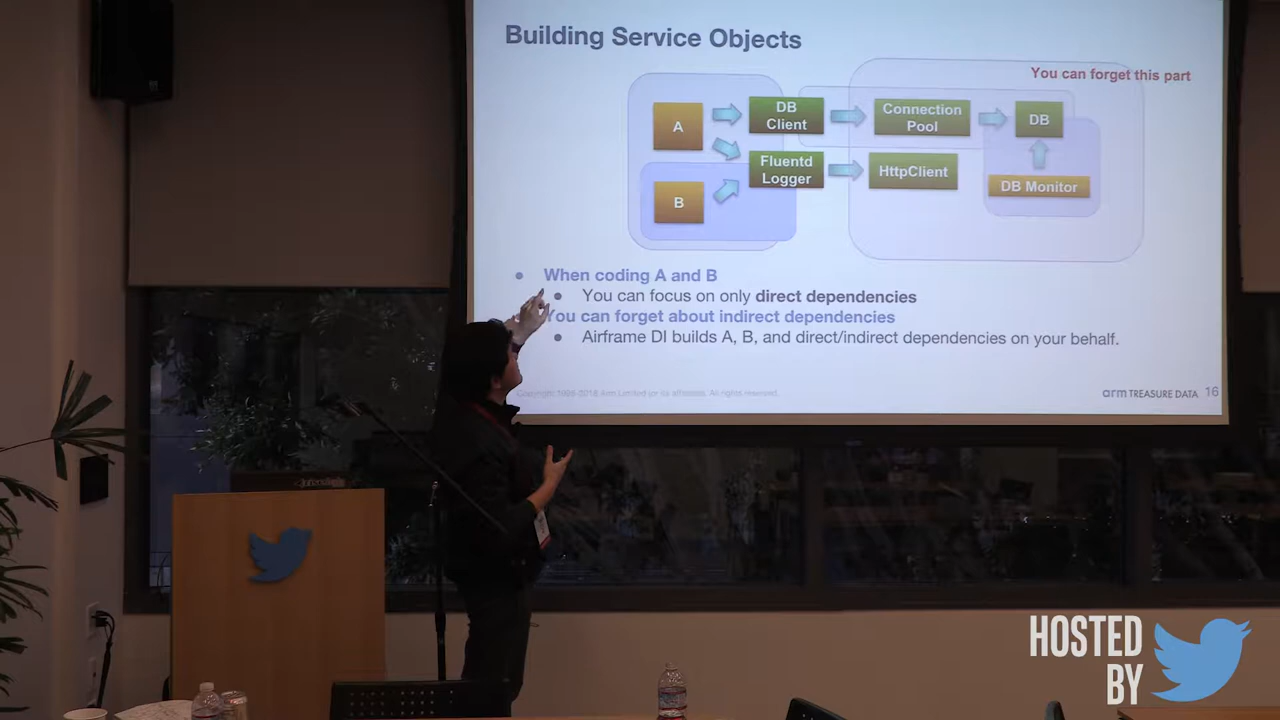 Building Service Objects
You can forget this part
A
DB
Client
Connection
Pool
DB
Fluentd
Logger
HttpClient
DB Monitor
B
When coding A and B
You can focus on only direct dependencies
You can forget about indirect dependencies
Airframe DI builds A, B, and direct/indirect dependencies on your behalf.
arm TREASURE DATA 16
HOSTED
BY